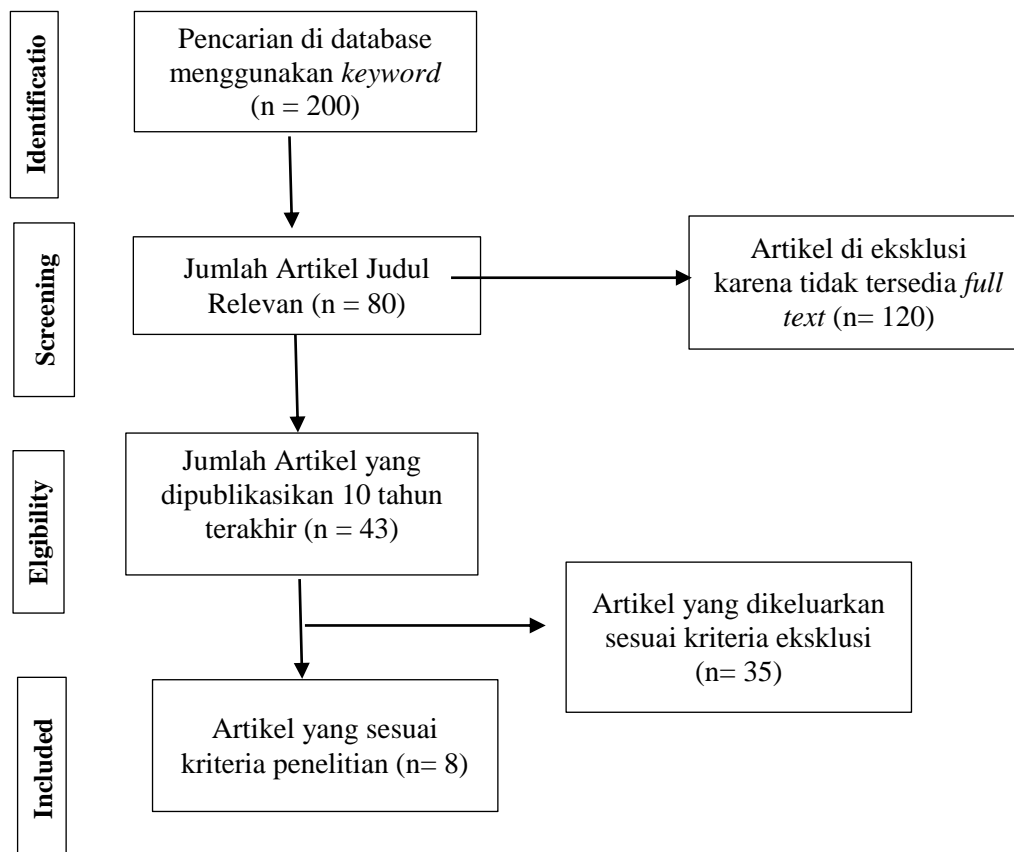 Identificatio
Pencarian di database
menggunakan keyword
(n = 200)
Screening
Jumlah Artikel Judul
Relevan (n = 80)
Artikel di eksklusi
karena tidak tersedia full
text (n= 120)
Elgibility
Jumlah Artikel yang
dipublikasikan 10 tahun
terakhir (n = 43)
Artikel yang dikeluarkan
sesuai kriteria eksklusi
(n= 35)
Included
Artikel yang sesuai
kriteria penelitian (n= 8)